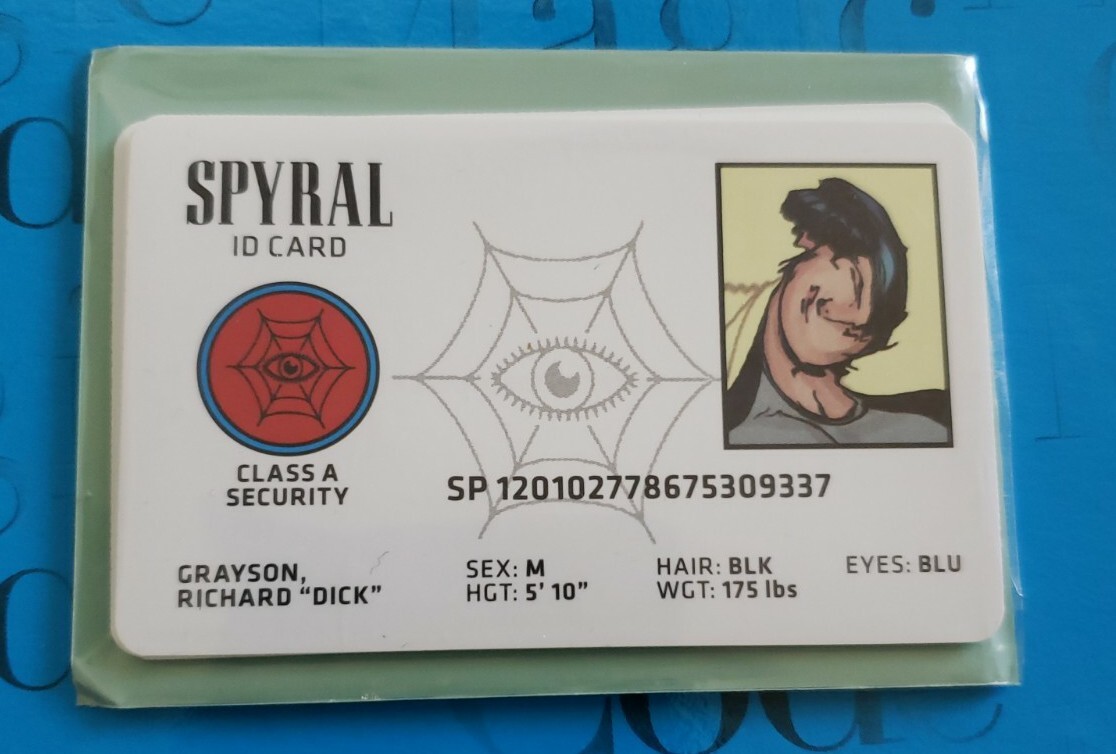 SPYRAL
ID CARD
CLASS A
SECURITY
SP 120102778675309337
GRAYSON,
RICHARD “DICK”
SEX: M
HGT: 5’ 10”
HAIR: BLK
WGT: 175 lbs
EYES: BLU